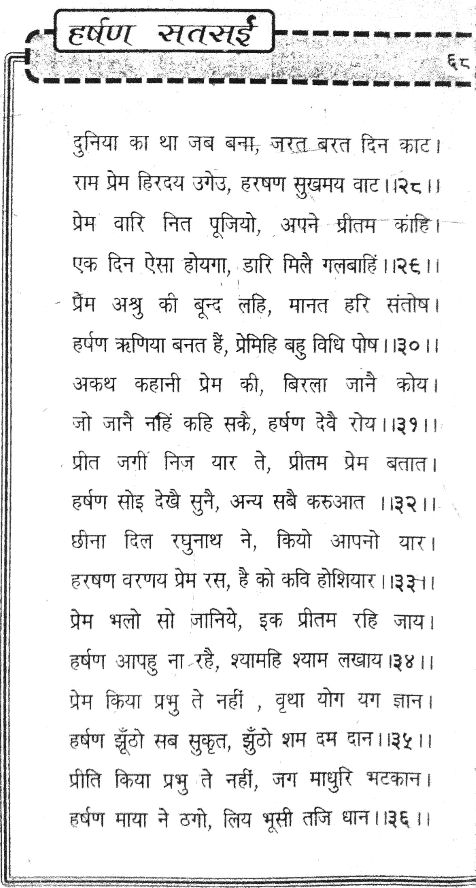 हर्षण सतसई
६८
दुनिया का था जब बना, जरत बरत दिन काट।
राम प्रेम हिरदय उगेउ, हरषण सुखमय वाट।।२८।।
प्रेम वारि नित पूजियो, अपने प्रीतम कांहि।
एक दिन ऐसा होयगा, डारि मिलै गलबाहिं।।२९।।
प्रेम अश्रु की बून्द लहि, मानत हरि संतोष।
हर्षण ऋणिया बनत हैं, प्रेमिहि बहु विधि पोष।।३०।।
अकथ कहानी प्रेम की, बिरला जानै कोय।
जो जानै नहिं कहि सकै, हर्षण देवै रोय।।३१।।
प्रीत जगी निज यार ते, प्रीतम प्रेम बतात।
हर्षण सोइ देखै सुनै, अन्य सबै करुआत ।।३२।।
छीना दिल रघुनाथ ने, कियो आपनो यार।
हरषण वरणय प्रेम रस, है को कवि होशियार।।३३।।
प्रेम भलो सो जानिये, इक प्रीतम रहि जाय।
हर्षण आपहु ना रहै, श्यामहि श्याम लखाय।३४।।
प्रेम किया प्रभु ते नहीं , वृथा योग यग ज्ञान।
हर्षण झूँठो सब सुकृत, झुँठो शम दम दान।।३५।।
प्रीति किया प्रभु ते नहीं, जग माधुरि भटकान।
हर्षण माया ने ठगो, लिय भूसी तजि धान।।३६।।